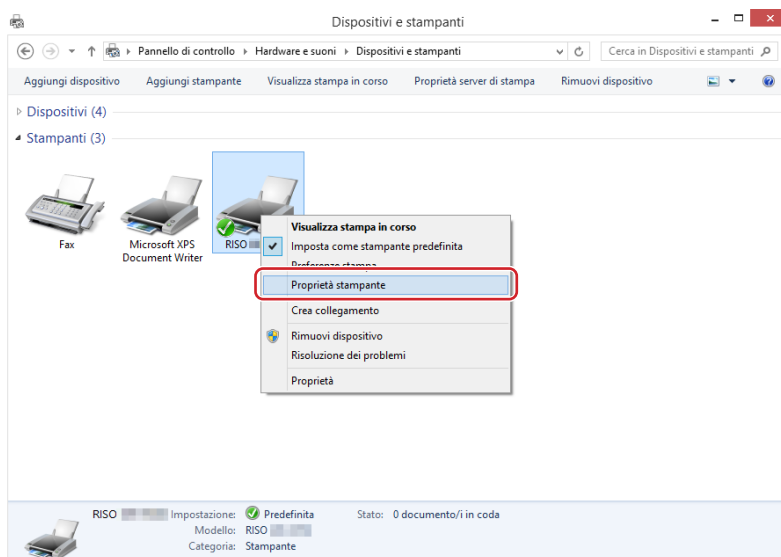 Dispositivi e stampanti
Pannello di controllo Hardware e suoni Dispositivi e stampanti Cerca in Dispositivi e stampanti
Aggiungi dispositivo Aggiungi stampante Visualizza stampa in corso Proprietà server di stampa Rimuovi dispositivo
Dispositivi (4)
Stampanti (3)
Fax
Microsoft XPS
Document Writer
RISO
Visualizza stampa in corso
Imposta come stampante predefinita
Preferenze stampa
Proprietà stampante
Crea collegamento
Rimuovi dispositivo
Risoluzione dei problemi
Proprietà
RISO Impostazione: Predefinita Stato: 0 documento/i in coda
Modello: RISO
Categoria: Stampante